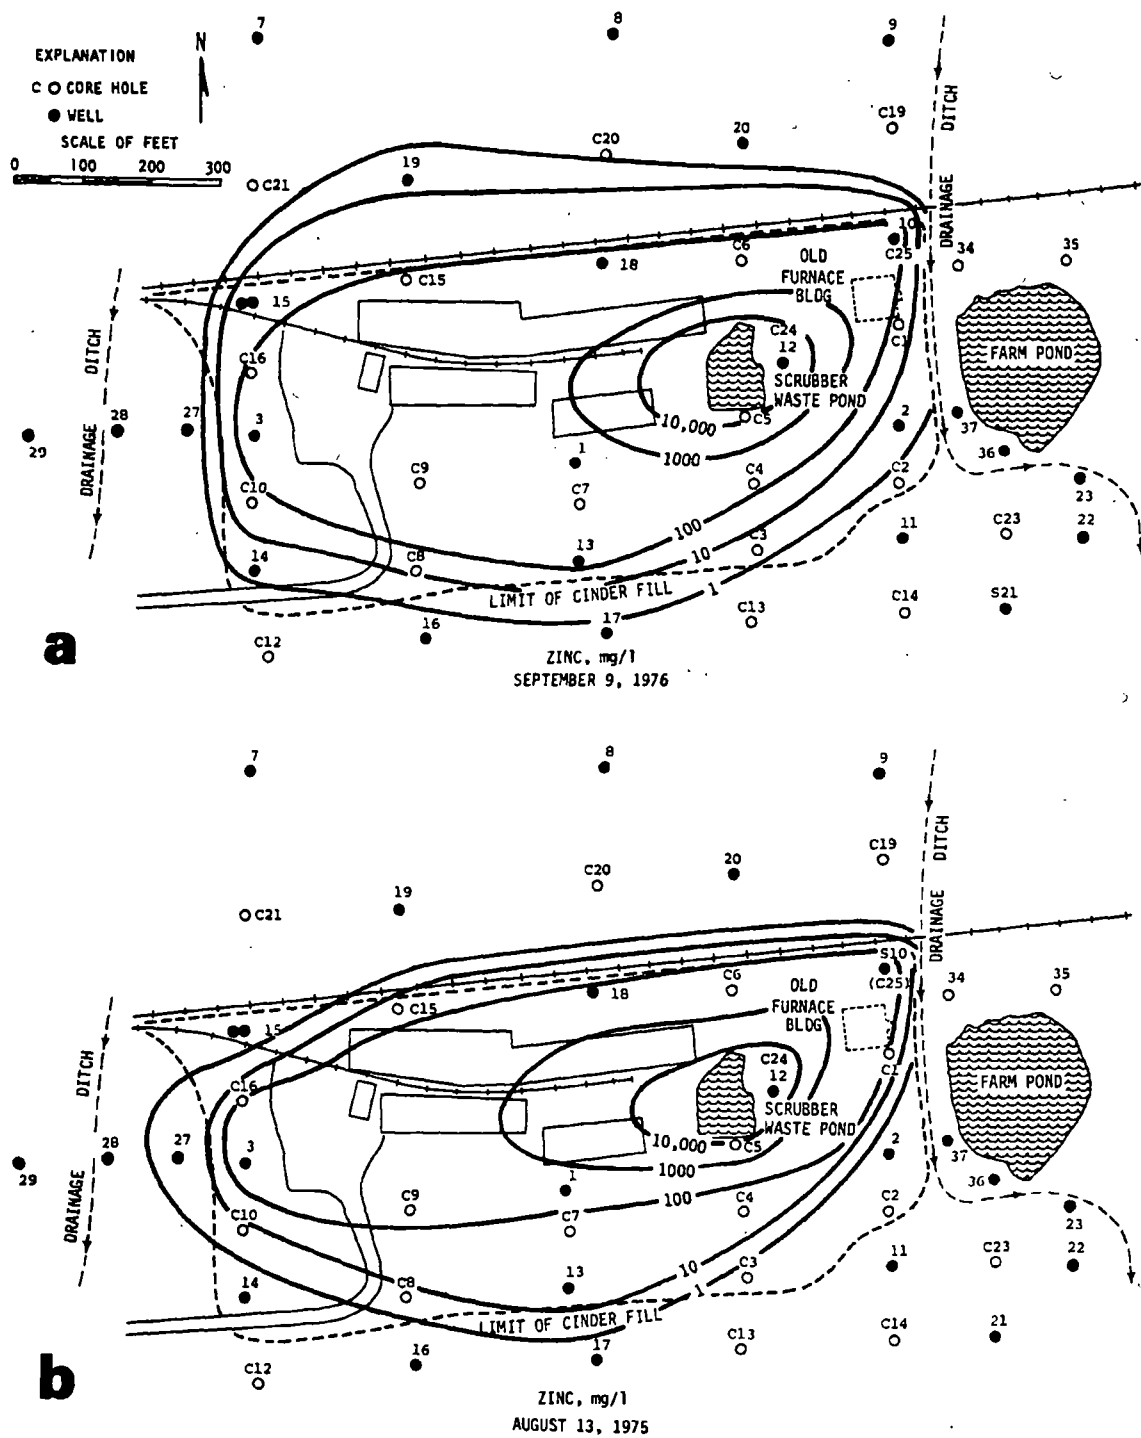 7
8
9
EXPLANATION
N
C CORE HOLE
WELL
SCALE OF FEET
0 100 200 300
DITCH
C19
20
C20
19
C21
DRAINAGE
10
C25
C6
34
35
OLD
FURNACE
BLDG
18
C15
15
C24
12
C1
FARM POND
SCRUBBER
WASTE POND
C16
DITCH
28
27
3
29
DRAINAGE
10,000
C5
1000
2
37
36
1
C9
C7
C4
C2
23
C10
100
10
C3
11
C23
22
13
14
C8
LIMIT OF CINDER FILL
1
C14
S21
16
17
C13
a
C12
ZINC, mg/l
SEPTEMBER 9, 1976
7
8
9
DITCH
C19
20
C20
19
C21
DRAINAGE
S10
(C25)
C6
34
35
OLD
FURNACE
BLDG
18
C15
15
C24
12
C1
FARM POND
SCRUBBER
WASTE POND
C16
DITCH
28
27
3
29
DRAINAGE
10,000
C5
1000
2
37
36
1
100
C9
C7
C4
C2
23
C10
10
C3
11
C23
22
13
14
C8
1
LIMIT OF CINDER FILL
C14
21
16
17
C13
b
C12
ZINC, mg/l
AUGUST 13, 1975